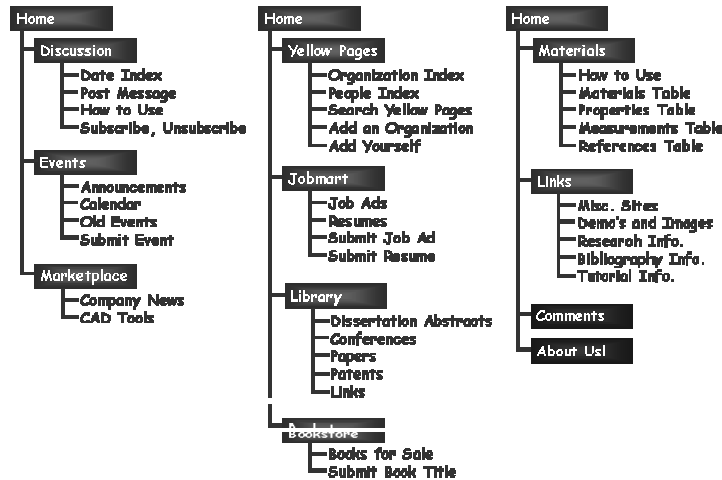 Home
Discussion
Date Index
Post Message
How to Use
Subscribe, Unsubscribe
Events
Announcements
Calendar
Old Events
Submit Event
Marketplace
Company News
CAD Tools
Home
Yellow Pages
Organization Index
People Index
Search Yellow Pages
Add an Organization
Add Yourself
Jobmart
Job Ads
Resumes
Submit Job Ad
Submit Resume
Library
Dissertation Abstracts
Conferences
Papers
Patents
Links
Bookstore
Books for Sale
Submit Book Title
Home
Materials
How to Use
Materials Table
Properties Table
Measurements Table
References Table
Links
Misc. Sites
Demo's and Images
Research Info.
Bibliography Info.
Tutorial Info.
Comments
About Us!